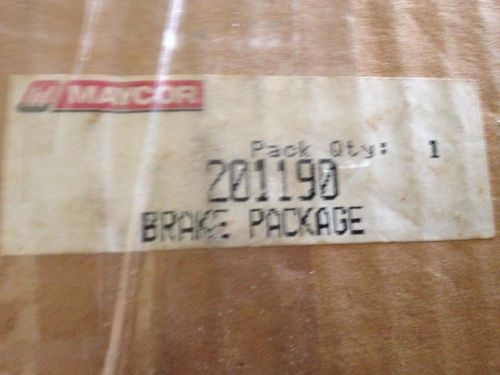 M MAYCOR
Pack Qty: 1
201190
BRAKE PACKAGE